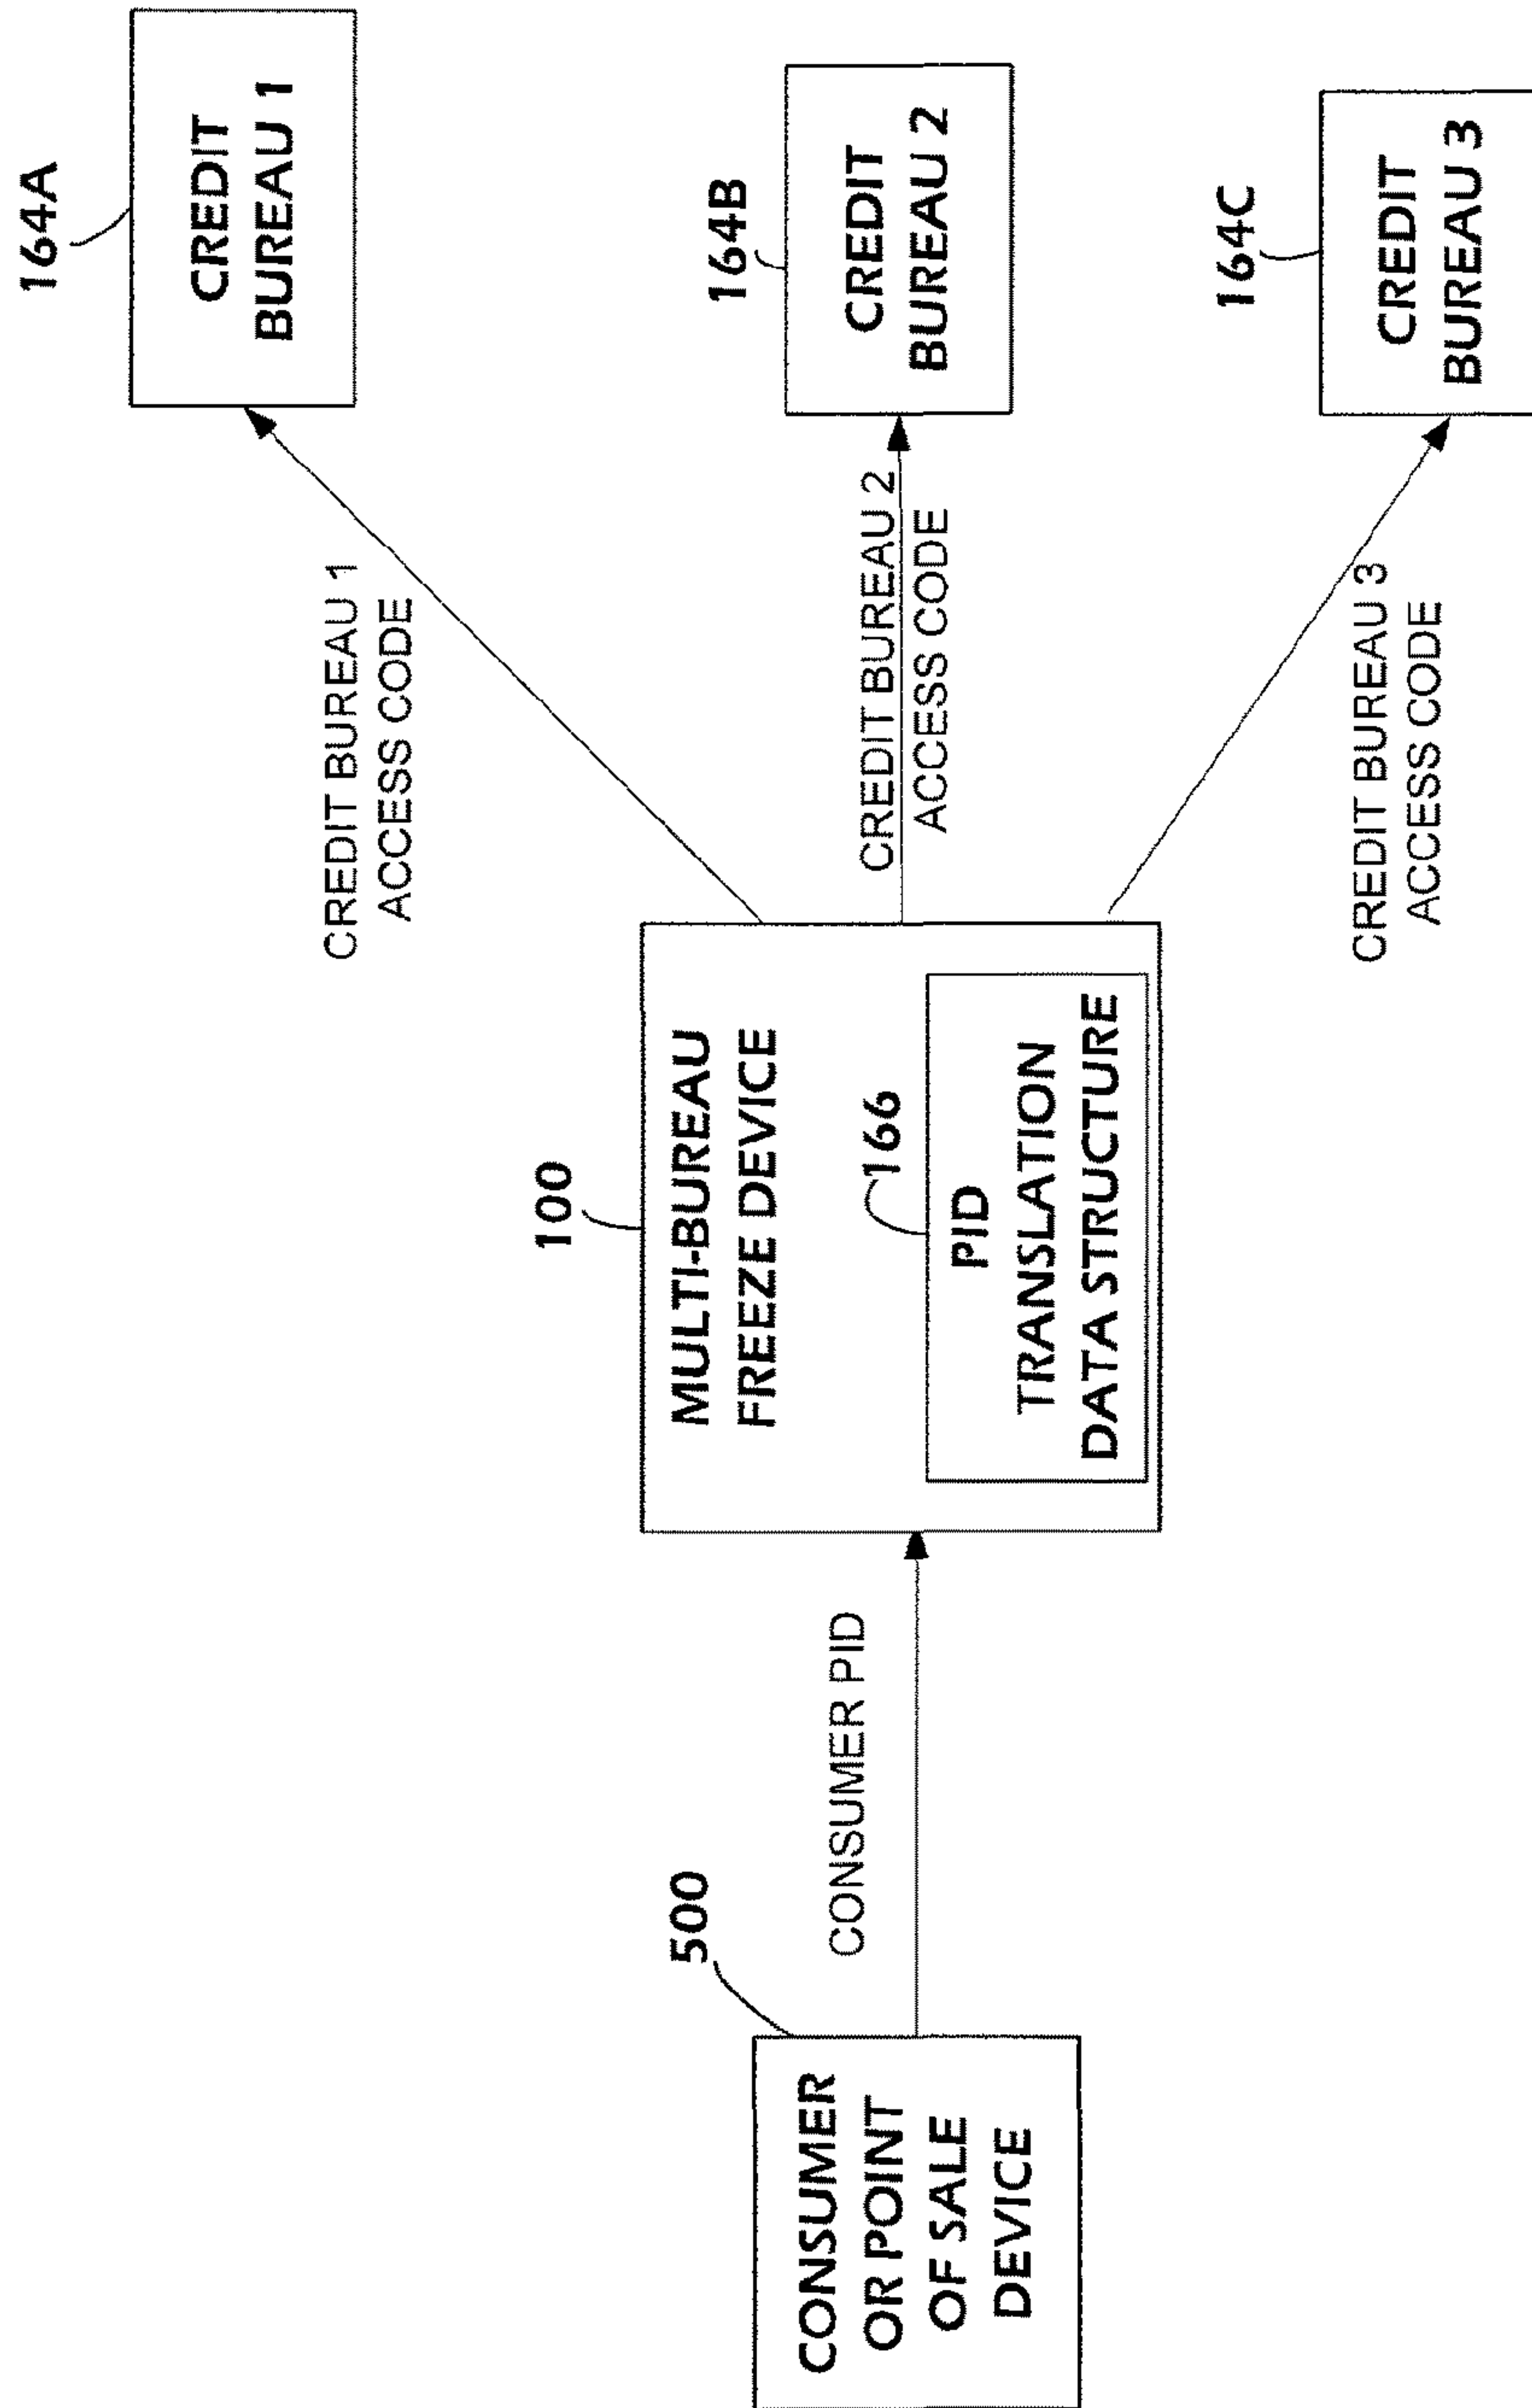 164A
CREDIT
BUREAU 1
CREDIT BUREAU 1
ACCESS CODE
100
MULTI-BUREAU
FREEZE DEVICE
166
PID
TRANSLATION
DATA STRUCTURE
500
CONSUMER
OR POINT
OF SALE
DEVICE
CONSUMER PID
164B
CREDIT
BUREAU 2
CREDIT BUREAU 2
ACCESS CODE
164C
CREDIT
BUREAU 3
CREDIT BUREAU 3
ACCESS CODE